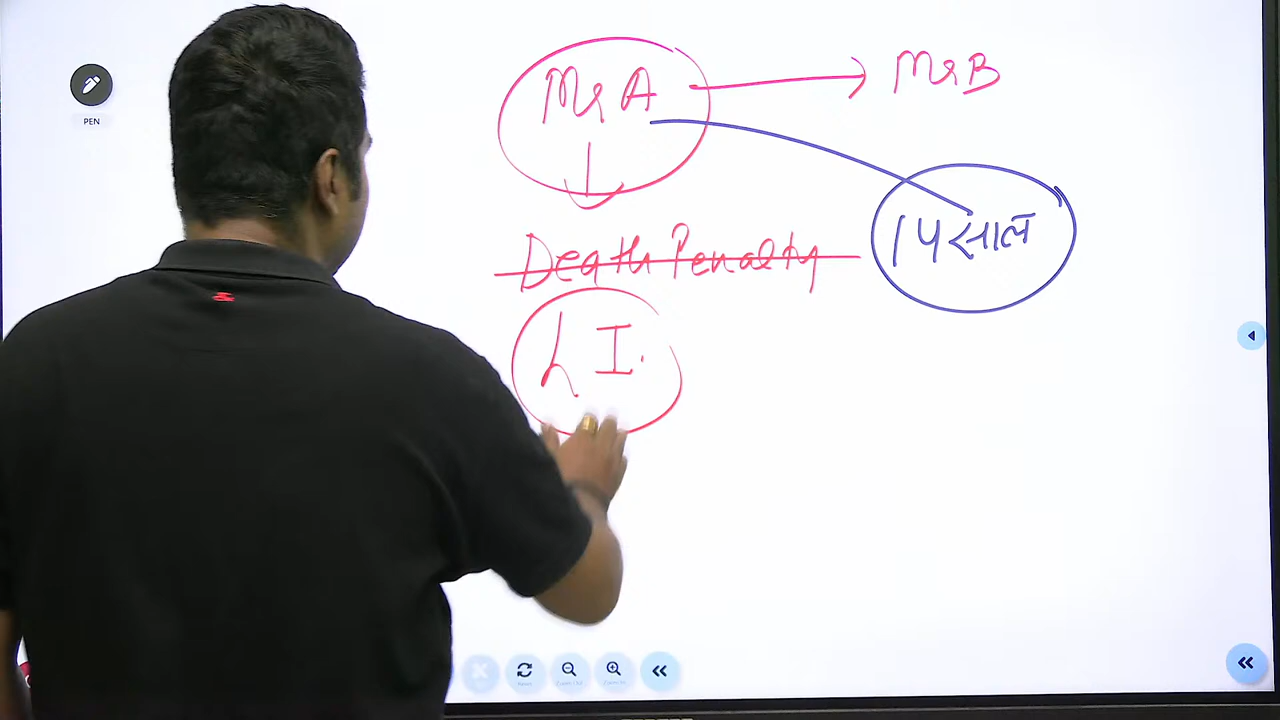 Mr A → Mr B
PEN
14 साल
Death Penalty
L I.